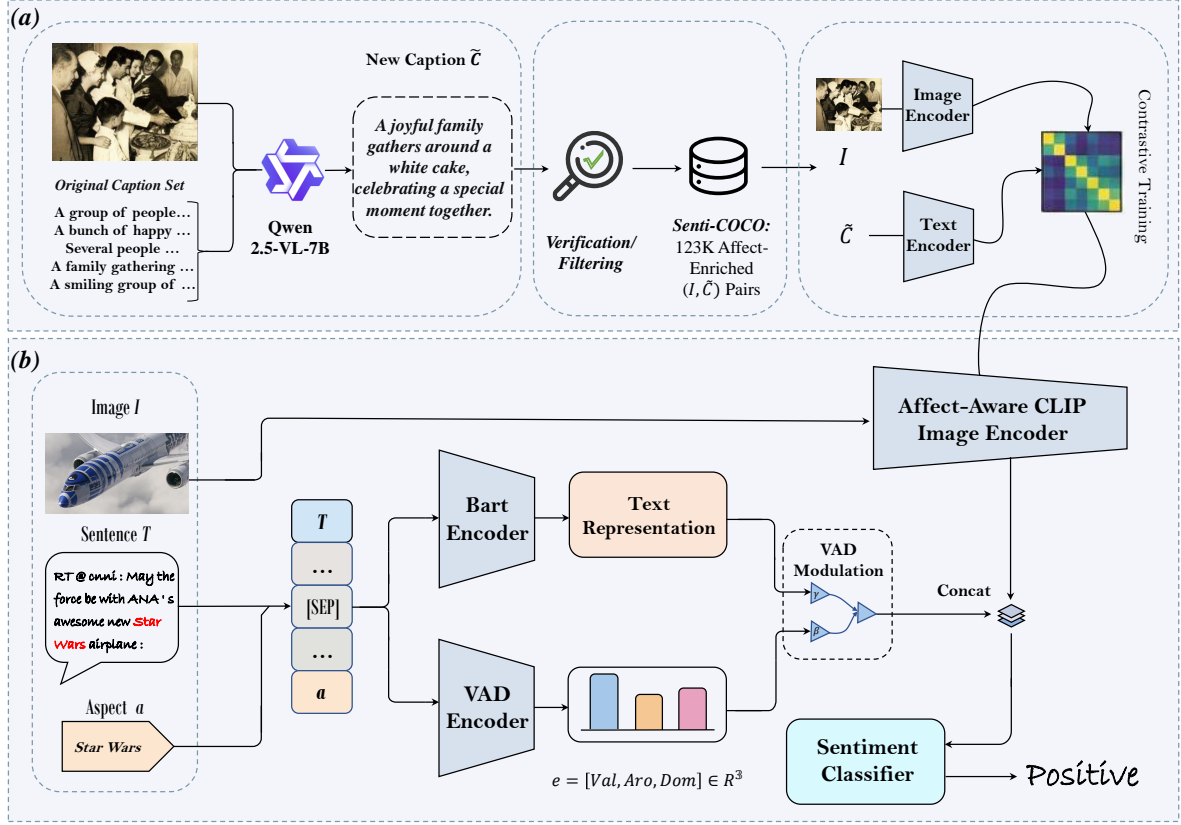 (a)
New Caption C̃
Original Caption Set
A group of people…
A bunch of happy …
Several people …
A family gathering …
A smiling group of …
Qwen
2.5-VL-7B
A joyful family
gathers around a
white cake,
celebrating a special
moment together.
Verification/
Filtering
Senti-COCO:
123K Affect-
Enriched
(I, C̃) Pairs
I
C̃
Image
Encoder
Text
Encoder
Contrastive Training
(b)
Image I
Sentence T
RT @ cnni : May the
force be with ANA ' s
awesome new Star
Wars airplane :
Aspect a
Star Wars
T
...
[SEP]
...
a
Bart
Encoder
VAD
Encoder
Text
Representation
e = [Val, Aro, Dom] ∈ R³
VAD
Modulation
γ
β
Affect-Aware CLIP
Image Encoder
Concat
Sentiment
Classifier
Positive